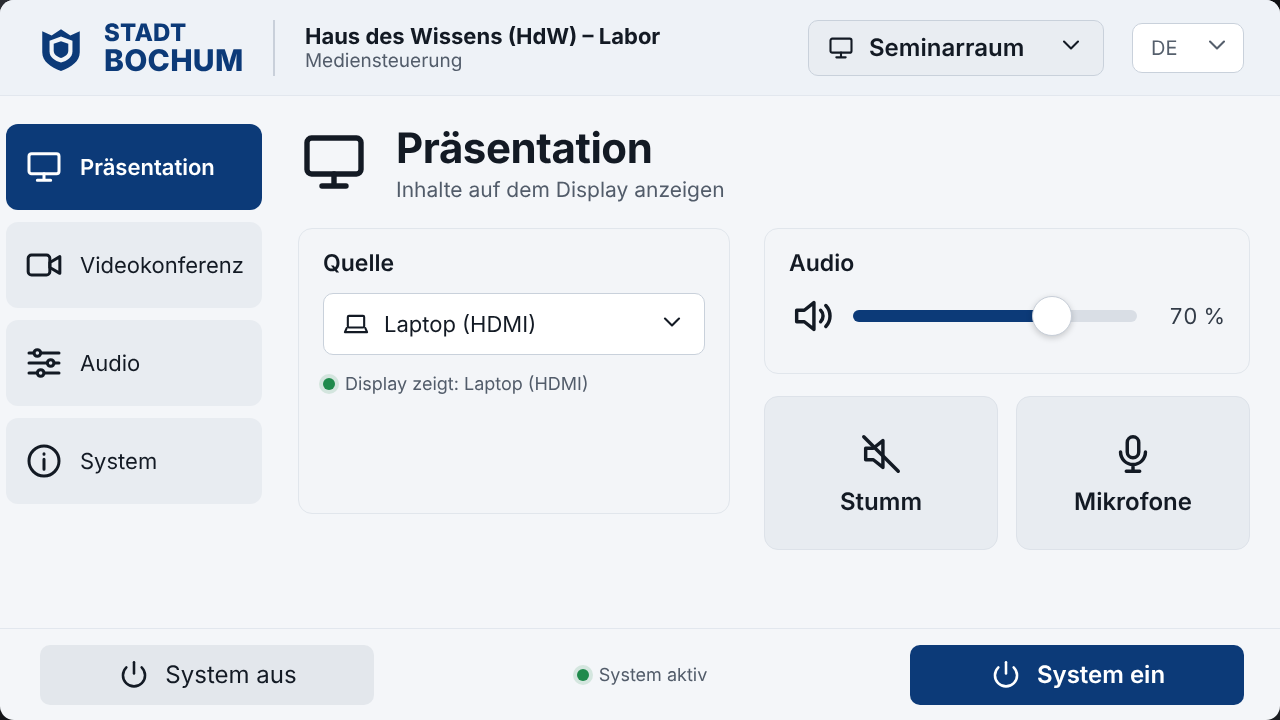 STADT
BOCHUM
Haus des Wissens (HdW) – Labor
Mediensteuerung
Seminarraum
DE
Präsentation
Videokonferenz
Audio
System
Präsentation
Inhalte auf dem Display anzeigen
Quelle
Laptop (HDMI)
Display zeigt: Laptop (HDMI)
Audio
70 %
Stumm
Mikrofone
System aus
System aktiv
System ein